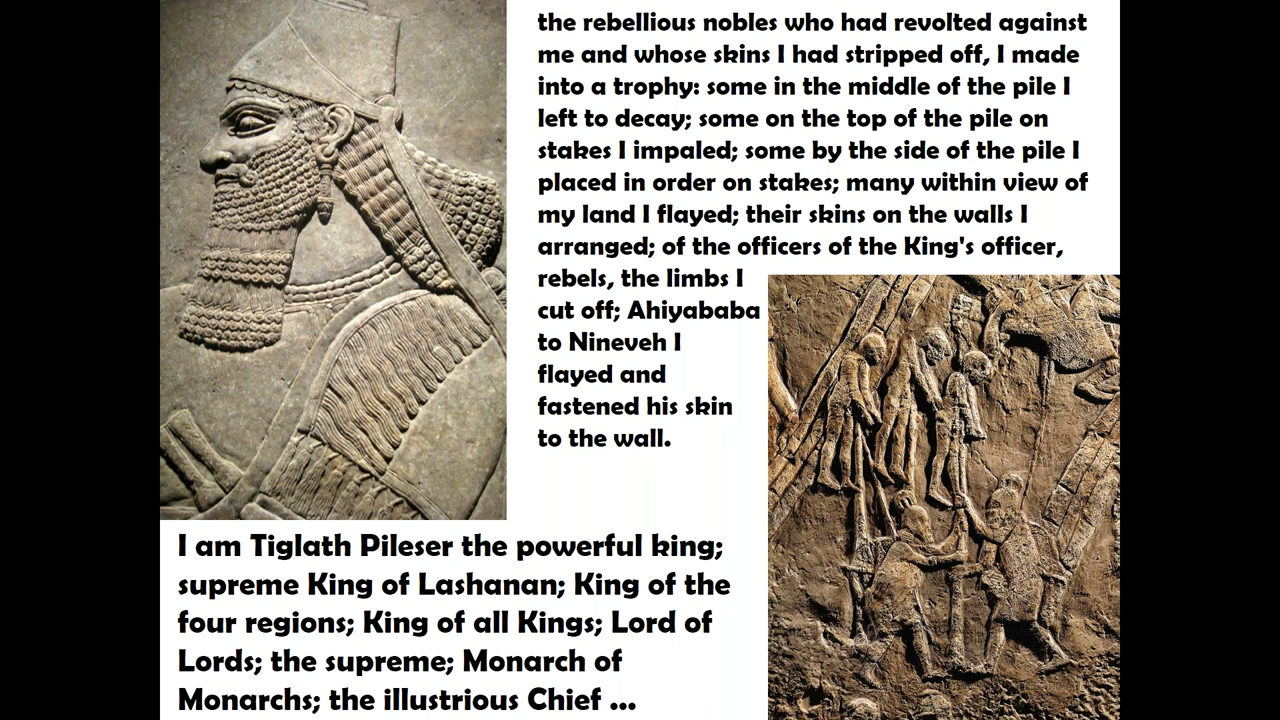 the rebellious nobles who had revolted against
me and whose skins I had stripped off, I made
into a trophy: some in the middle of the pile I
left to decay; some on the top of the pile on
stakes I impaled; some by the side of the pile I
placed in order on stakes; many within view of
my land I flayed; their skins on the walls I
arranged; of the officers of the King's officer,
rebels, the limbs I
cut off; Ahiyababa
to Nineveh I
flayed and
fastened his skin
to the wall.
I am Tiglath Pileser the powerful king;
supreme King of Lashanan; King of the
four regions; King of all Kings; Lord of
Lords; the supreme; Monarch of
Monarchs; the illustrious Chief ...